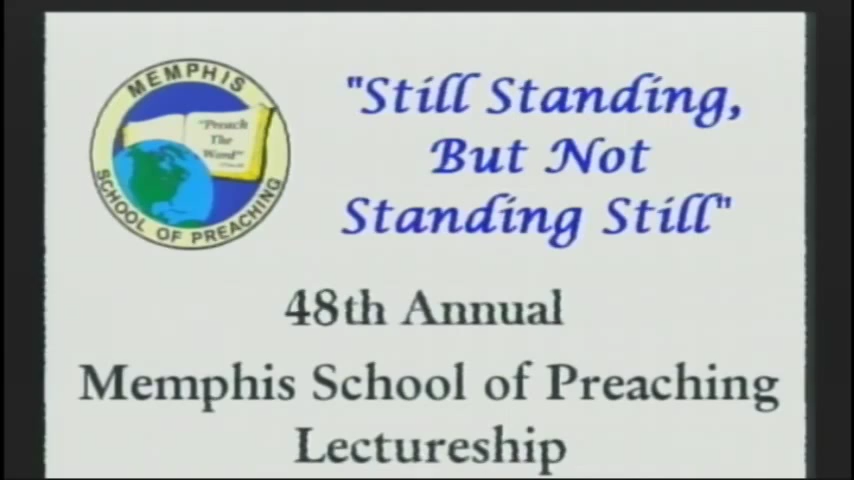 MEMPHIS
SCHOOL OF PREACHING
"Preach
The
Word"
"Still Standing,
But Not
Standing Still"
48th Annual
Memphis School of Preaching
Lectureship